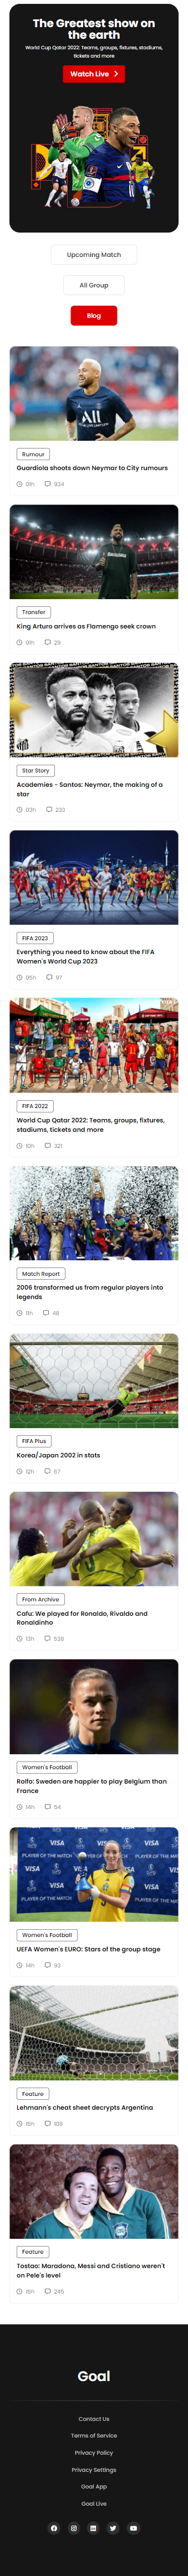 The Greatest show on
the earth
World Cup Quatar 2022: Teams, groups, fixtures, stadiums,
tickets and more
Watch Live
Upcoming Match
All Group
Blog
Rumour
Guardiola shoots down Neymar to City rumours
01h 934
Transfer
King Arturo arrives as Flamengo seek crown
01h 29
Star Story
Academies - Santos: Neymar, the making of a
star
03h 233
FIFA 2023
Everything you need to know about the FIFA
Women's World Cup 2023
05h 97
FIFA 2022
World Cup Qatar 2022: Teams, groups, fixtures,
stadiums, tickets and more
10h 321
Match Report
2006 transformed us from regular players into
legends
11h 48
FIFA Plus
Korea/Japan 2002 in stats
12h 67
From Archive
Cafu: We played for Ronaldo, Rivaldo and
Ronaldinho
13h 538
Women's Football
Rolfo: Sweden are happier to play Belgium than
France
14h 54
VISA
PLAYER OF THE MATCH
Women's Football
UEFA Women's EURO: Stars of the group stage
14h 93
Feature
Lehmann's cheat sheet decrypts Argentina
15h 108
Feature
Tostao: Maradona, Messi and Cristiano weren't
on Pele's level
15h 245
Goal
Contact Us
Terms of Service
Privacy Policy
Privacy Settings
Goal App
Goal Live